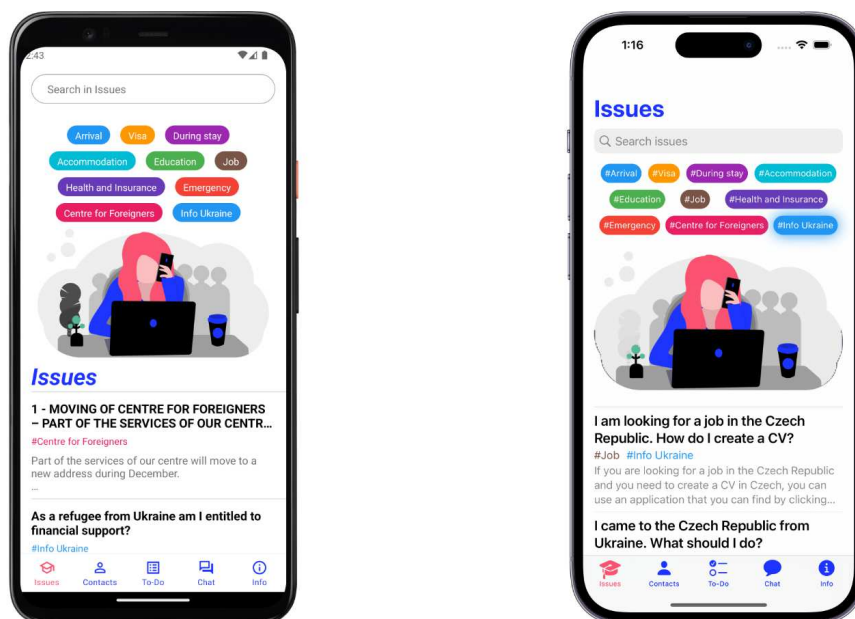 2:43
Search in Issues
Arrival Visa During stay
Accommodation Education Job
Health and Insurance Emergency
Centre for Foreigners Info Ukraine
Issues
1 - MOVING OF CENTRE FOR FOREIGNERS
– PART OF THE SERVICES OF OUR CENTR...
#Centre for Foreigners
Part of the services of our centre will move to a
new address during December.
...
As a refugee from Ukraine am I entitled to
financial support?
#Info Ukraine
Issues Contacts To-Do Chat Info
1:16
Issues
Search issues
#Arrival #Visa #During stay #Accommodation
#Education #Job #Health and Insurance
#Emergency #Centre for Foreigners #Info Ukraine
I am looking for a job in the Czech
Republic. How do I create a CV?
#Job #Info Ukraine
If you are looking for a job in the Czech Republic
and you need to create a CV in Czech, you can
use an application that you can find by clicking...
I came to the Czech Republic from
Ukraine. What should I do?
Issues Contacts To-Do Chat Info